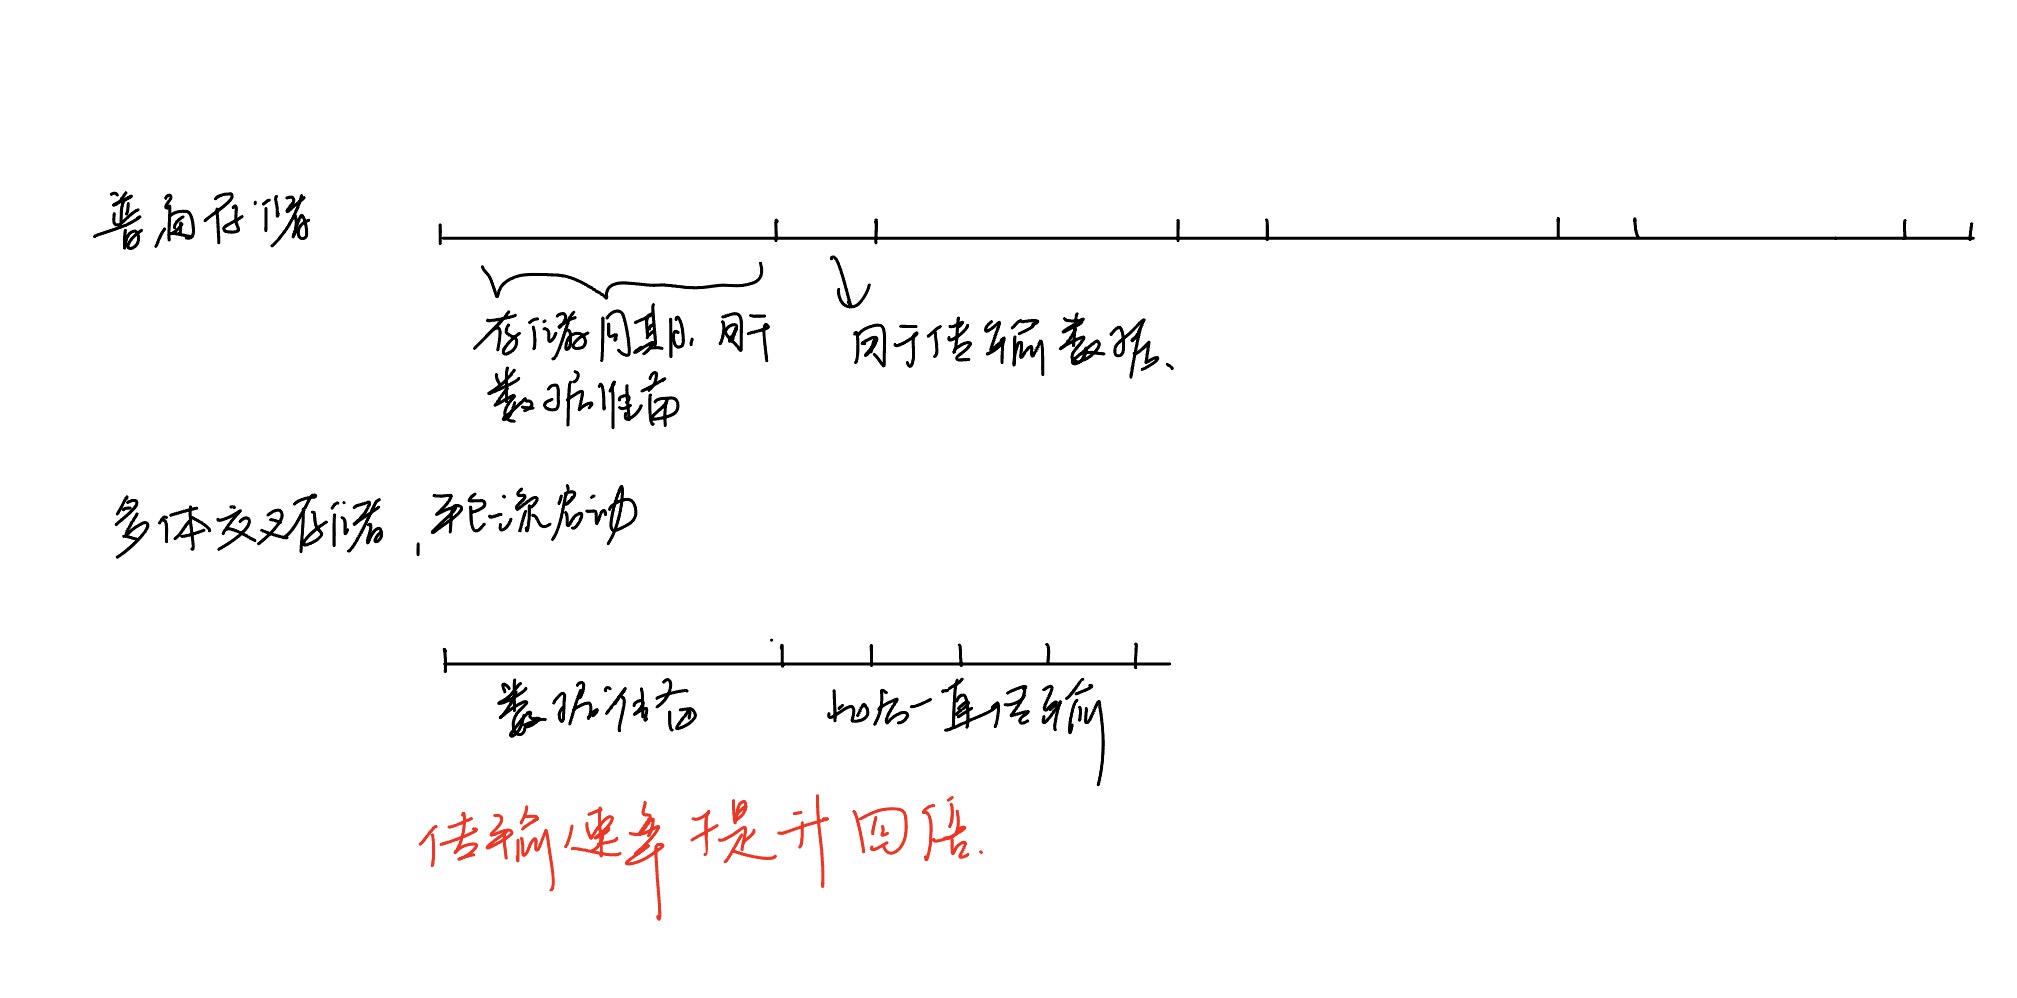 普通存储
存储周期，用于
数据准备
用于传输数据、
多体交叉存储，轮流启动
数据准备
此后一直传输
传输速率提升四倍.